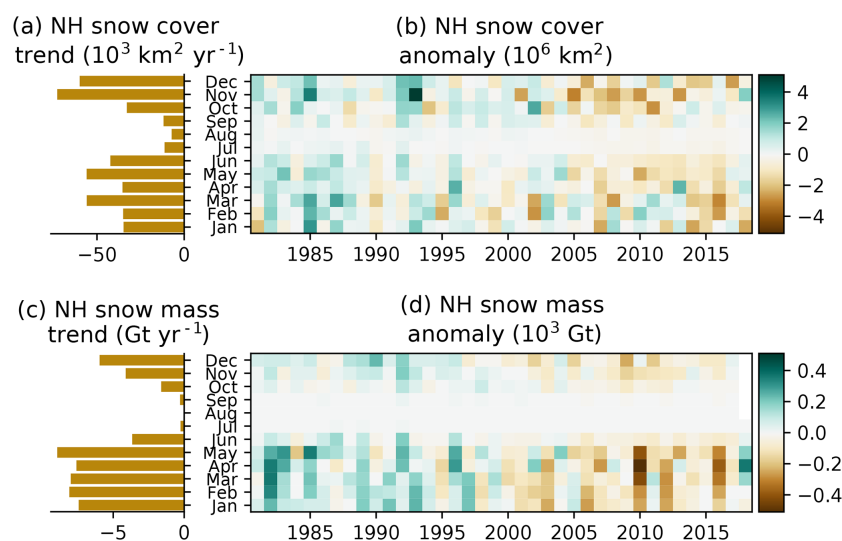 (a) NH snow cover
trend (10³ km² yr⁻¹)
(b) NH snow cover
anomaly (10⁶ km²)
Dec
Nov
Oct
Sep
Aug
Jul
Jun
May
Apr
Mar
Feb
Jan
−50 0
1985 1990 1995 2000 2005 2010 2015
4
2
0
−2
−4
(c) NH snow mass
trend (Gt yr⁻¹)
(d) NH snow mass
anomaly (10³ Gt)
Dec
Nov
Oct
Sep
Aug
Jul
Jun
May
Apr
Mar
Feb
Jan
−5 0
1985 1990 1995 2000 2005 2010 2015
0.4
0.2
0.0
−0.2
−0.4